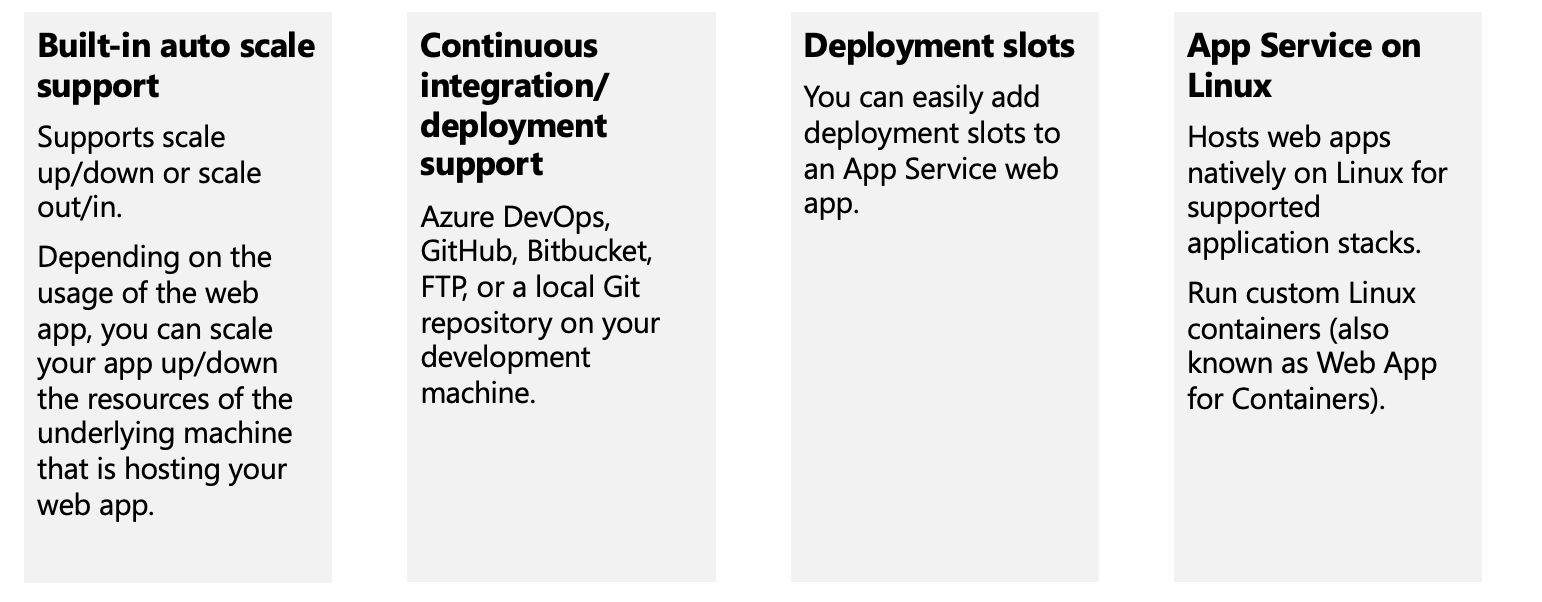 Built-in auto scale
support
Supports scale
up/down or scale
out/in.
Depending on the
usage of the web
app, you can scale
your app up/down
the resources of the
underlying machine
that is hosting your
web app.
Continuous
integration/
deployment
support
Azure DevOps,
GitHub, Bitbucket,
FTP, or a local Git
repository on your
development
machine.
Deployment slots
You can easily add
deployment slots to
an App Service web
app.
App Service on
Linux
Hosts web apps
natively on Linux for
supported
application stacks.
Run custom Linux
containers (also
known as Web App
for Containers).